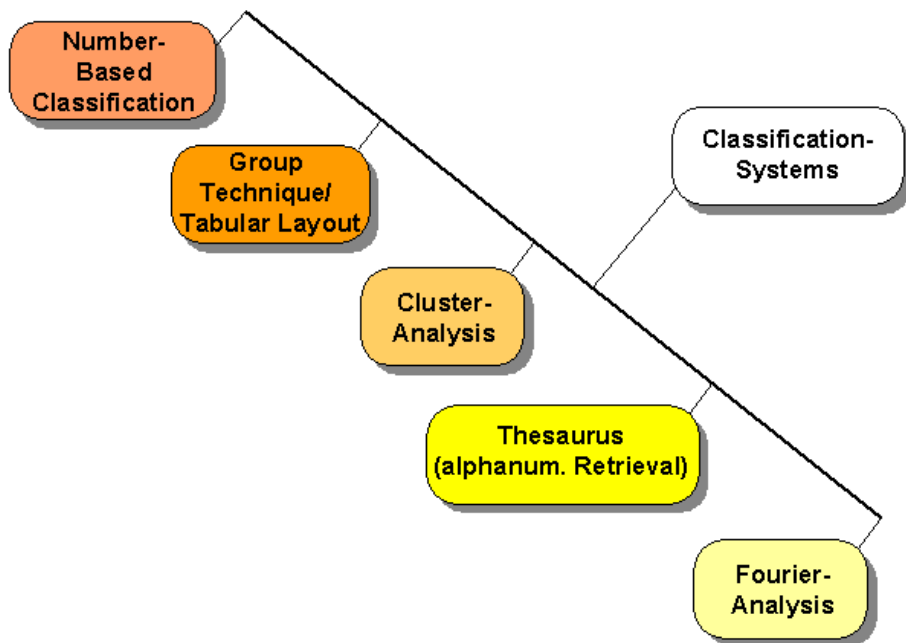 Number-
Based
Classification
Group
Technique/
Tabular Layout
Classification-
Systems
Cluster-
Analysis
Thesaurus
(alphanum. Retrieval)
Fourier-
Analysis